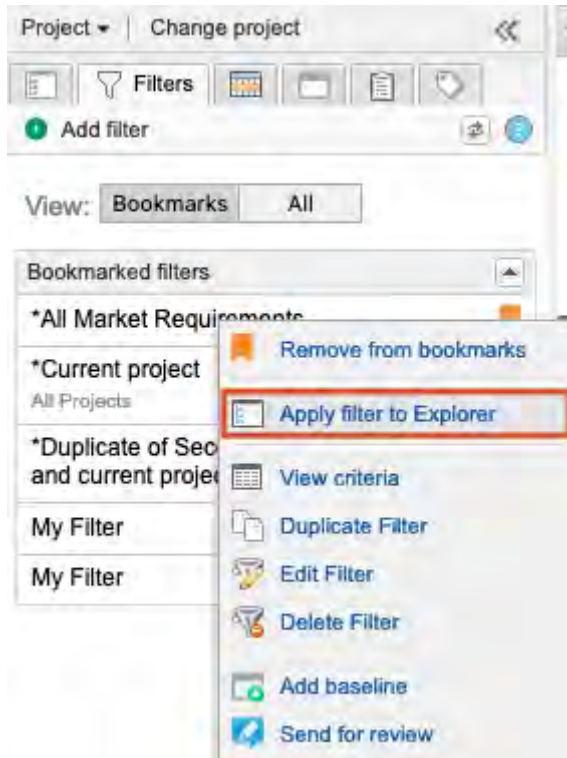 Project | Change project
Filters
Add filter
View: Bookmarks All
Bookmarked filters
*All Market Requirements
Remove from bookmarks
*Current project
All Projects
Apply filter to Explorer
*Duplicate of Sec
and current proje
View criteria
My Filter
Duplicate Filter
My Filter
Edit Filter
Delete Filter
Add baseline
Send for review